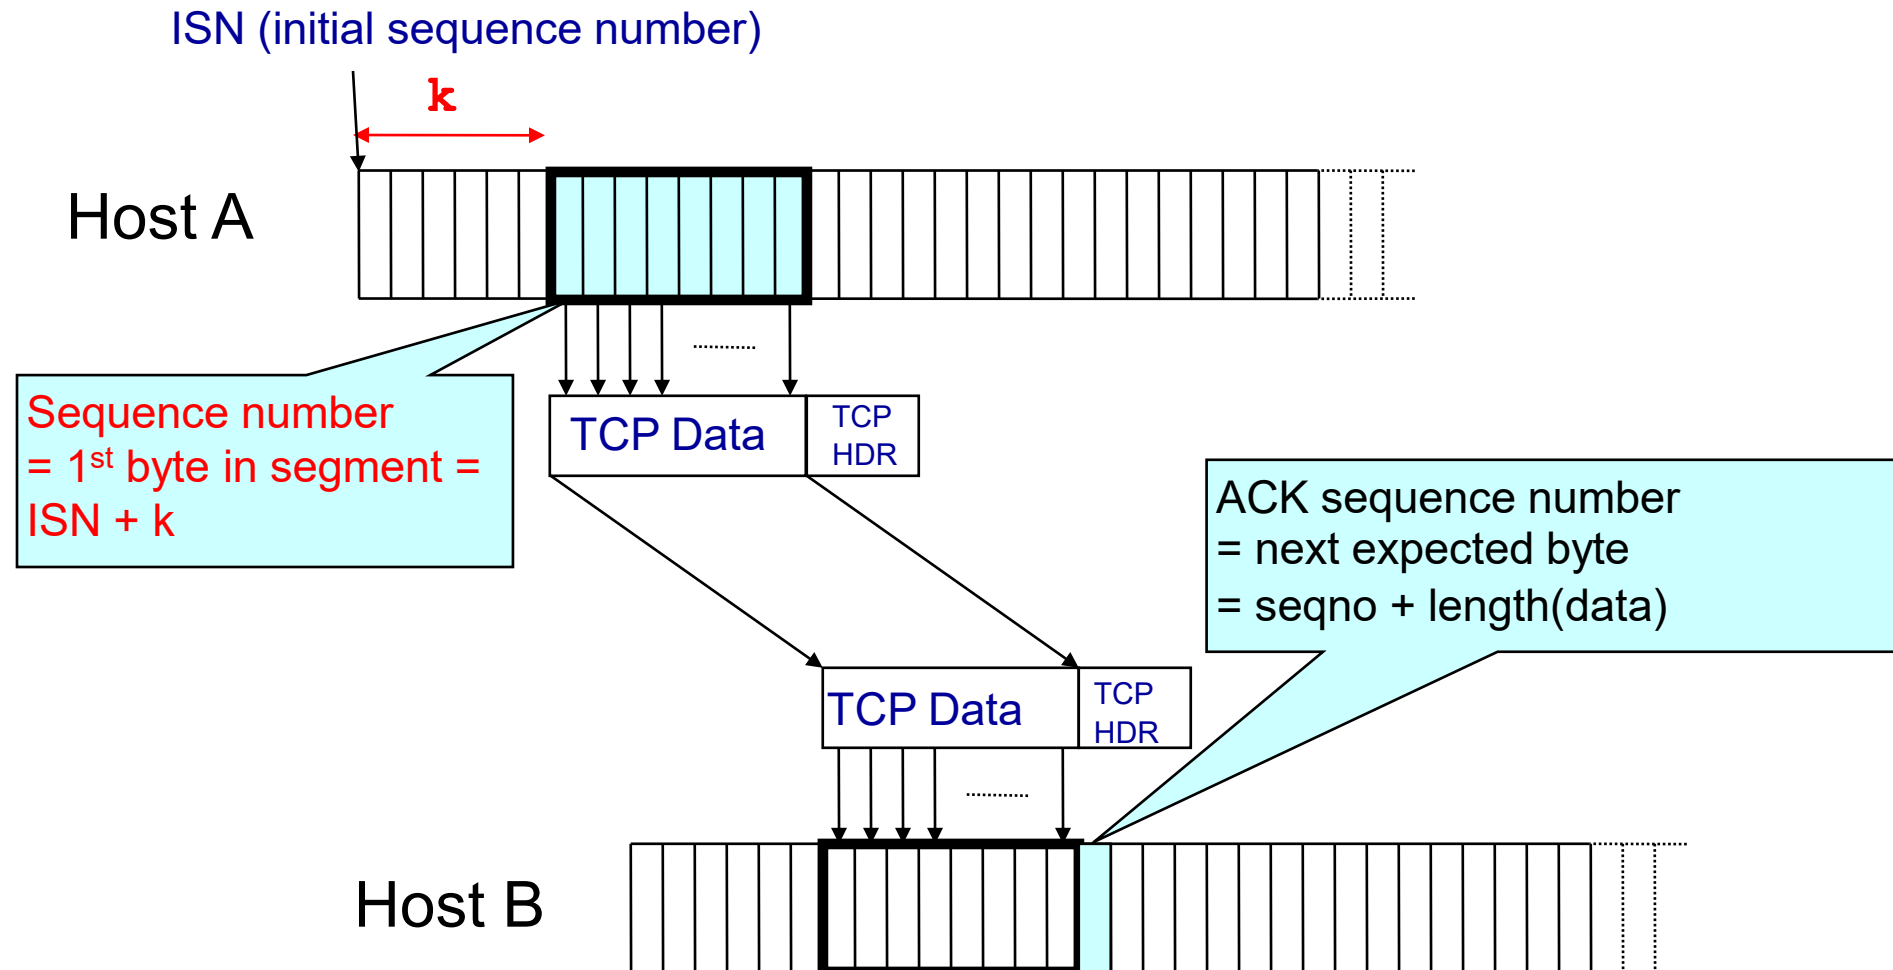 ISN (initial sequence number)
k
Host A
Sequence number
= 1st byte in segment =
ISN + k
TCP Data
TCP
HDR
ACK sequence number
= next expected byte
= seqno + length(data)
TCP Data
TCP
HDR
Host B